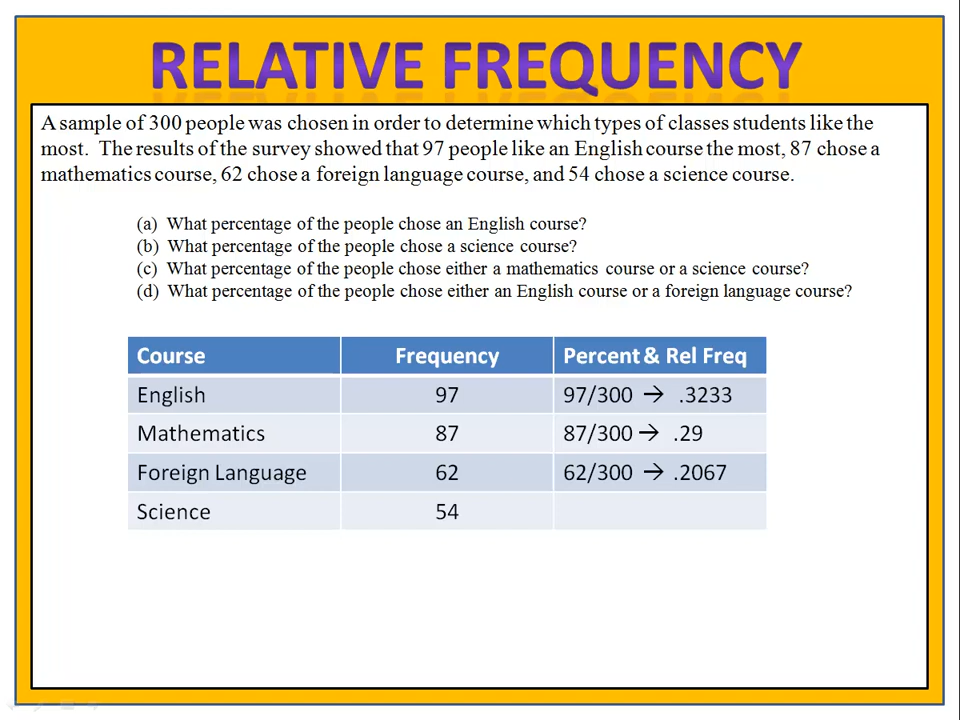 RELATIVE FREQUENCY
A sample of 300 people was chosen in order to determine which types of classes students like the
most. The results of the survey showed that 97 people like an English course the most, 87 chose a
mathematics course, 62 chose a foreign language course, and 54 chose a science course.
(a) What percentage of the people chose an English course?
(b) What percentage of the people chose a science course?
(c) What percentage of the people chose either a mathematics course or a science course?
(d) What percentage of the people chose either an English course or a foreign language course?
Course Frequency Percent & Rel Freq
English 97 97/300 → .3233
Mathematics 87 87/300 → .29
Foreign Language 62 62/300 → .2067
Science 54